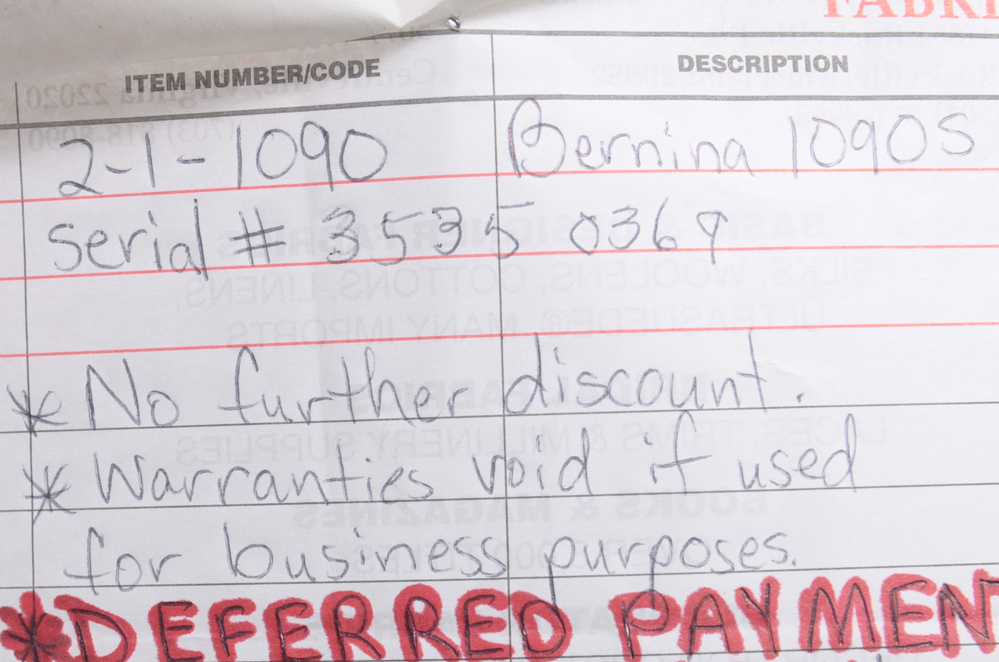 ITEM NUMBER/CODE DESCRIPTION
2-1-1090 Bernina 1090S
serial # 3535 0369
* No further discount.
* Warranties void if used
for business purposes.
*DEFERRED PAYMEN